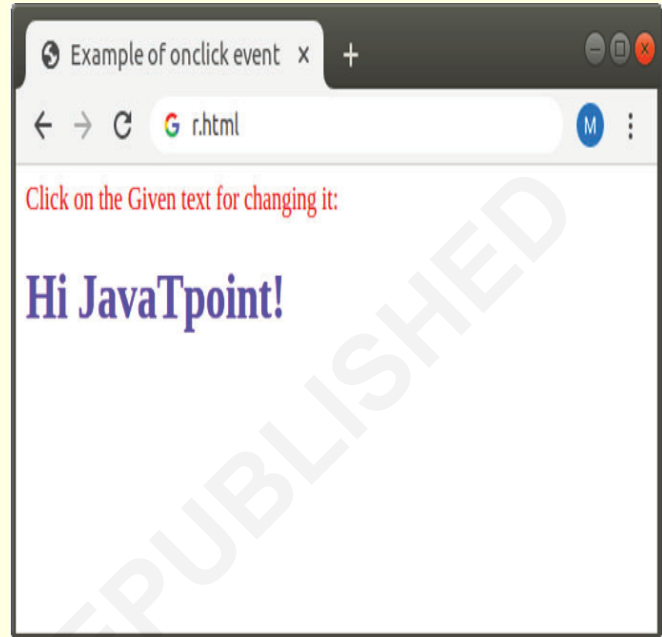 Example of onclick event × +
r.html
M
Click on the Given text for changing it:
Hi JavaTpoint!
EPUBLISHED